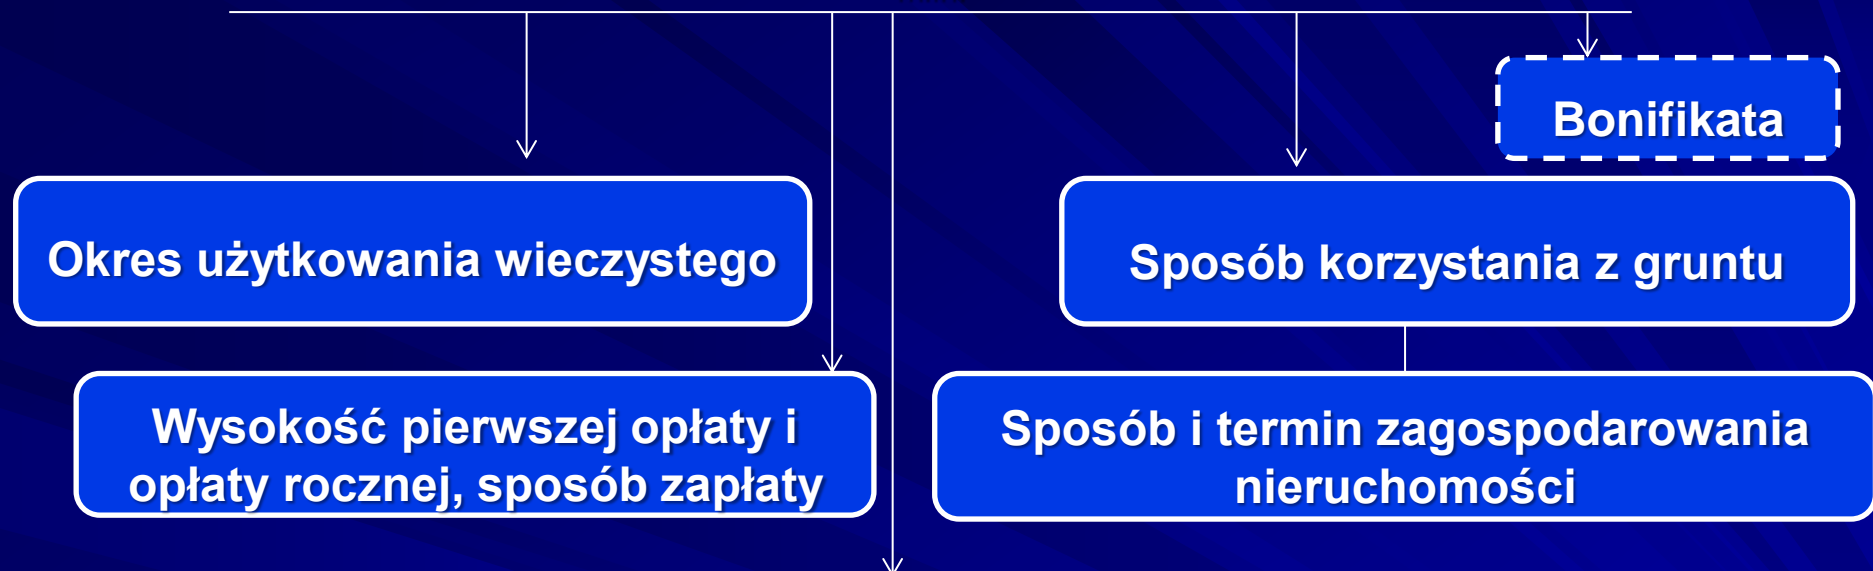 Bonifikata
Okres użytkowania wieczystego
Sposób korzystania z gruntu
Wysokość pierwszej opłaty i
opłaty rocznej, sposób zapłaty
Sposób i termin zagospodarowania
nieruchomości